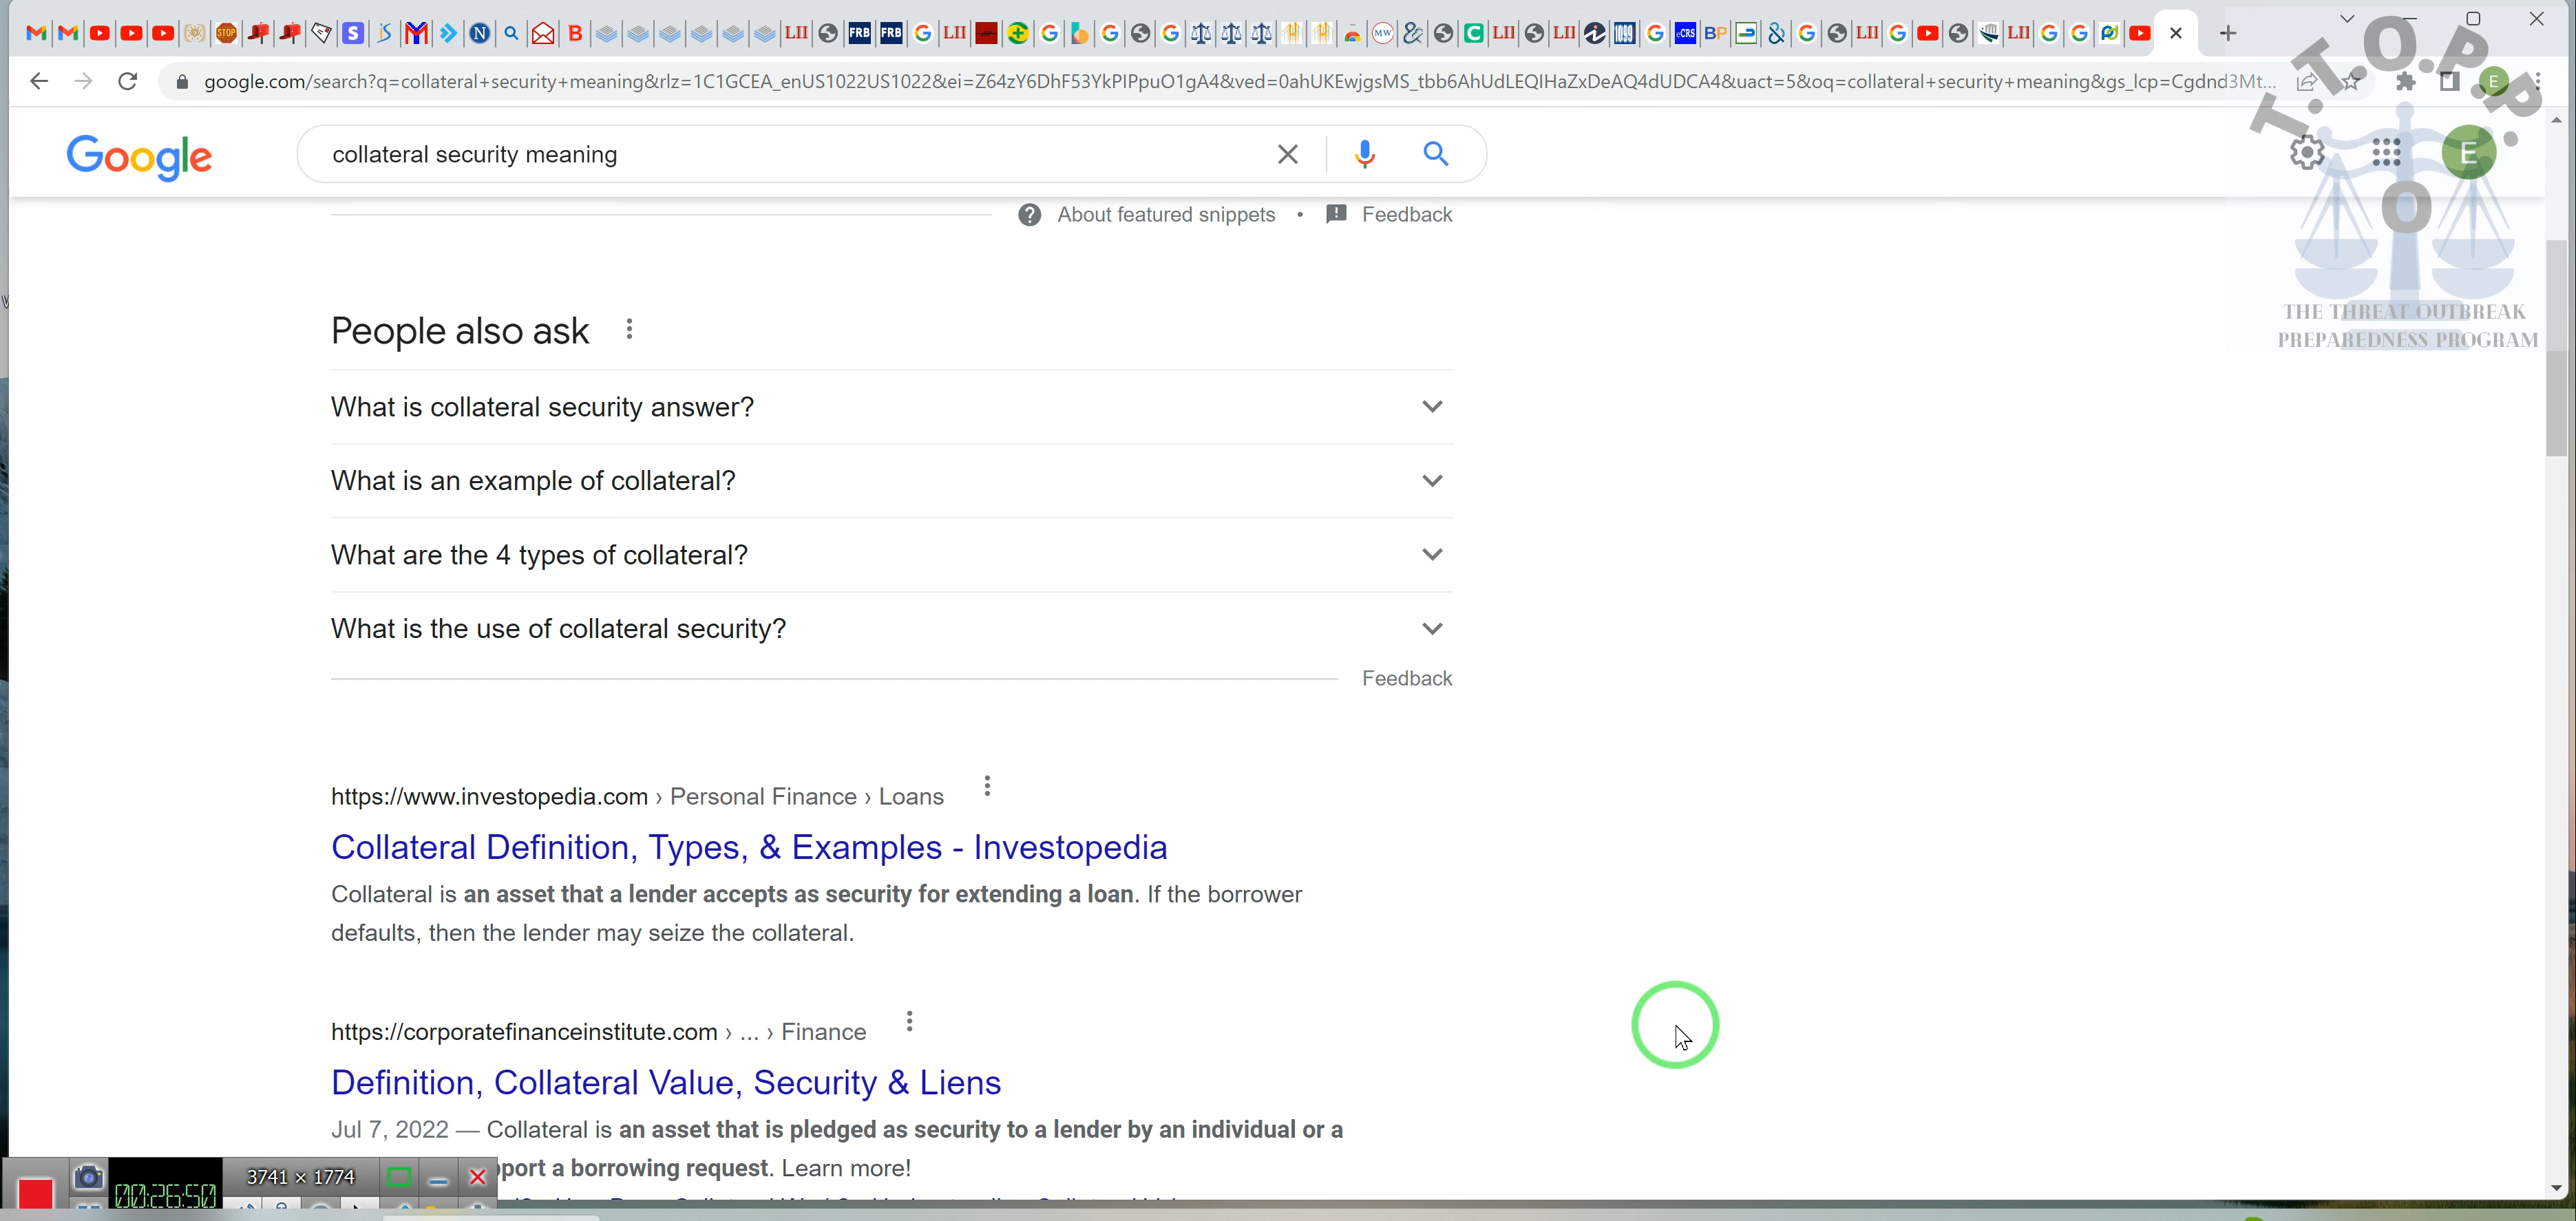 google.com/search?q=collateral+security+meaning&rlz=1C1GCEA_enUS1022US1022&ei=Z64zY6DhF53YkPIPpuO1gA4&ved=0ahUKEwjgsMS_tbb6AhUdLEQIHaZxDeAQ4dUDCA4&uact=5&oq=collateral+security+meaning&gs_lcp=Cgdnd3Mt...
T.T.O.P.P.
Google
collateral security meaning
E
O
About featured snippets • Feedback
THE THREAT OUTBREAK
PREPAREDNESS PROGRAM
People also ask
What is collateral security answer?
What is an example of collateral?
What are the 4 types of collateral?
What is the use of collateral security?
Feedback
https://www.investopedia.com › Personal Finance › Loans
Collateral Definition, Types, & Examples - Investopedia
Collateral is an asset that a lender accepts as security for extending a loan. If the borrower
defaults, then the lender may seize the collateral.
https://corporatefinanceinstitute.com › ... › Finance
Definition, Collateral Value, Security & Liens
Jul 7, 2022 — Collateral is an asset that is pledged as security to a lender by an individual or a
a borrowing request. Learn more!
3741 × 1774
00:26:50